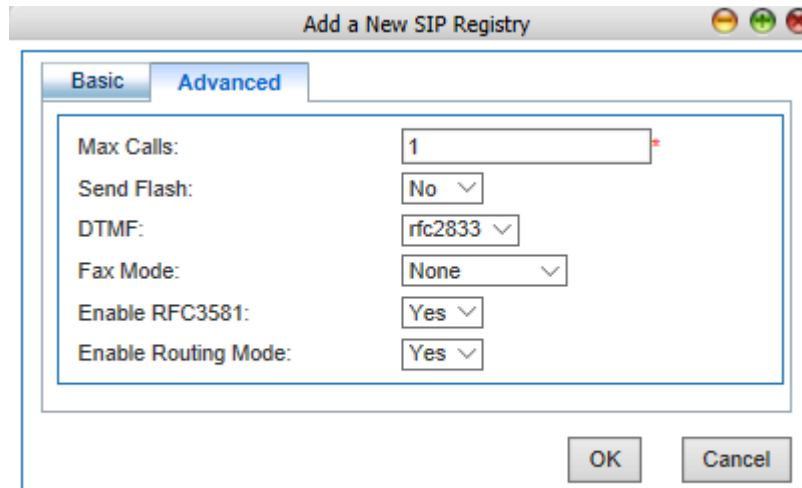 Add a New SIP Registry
Basic Advanced
Max Calls: 1 *
Send Flash: No
DTMF: rfc2833
Fax Mode: None
Enable RFC3581: Yes
Enable Routing Mode: Yes
OK Cancel